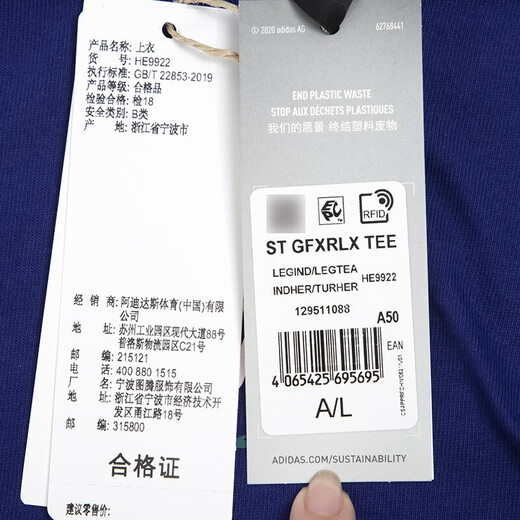 产品名称: 上衣
货 号: HE9922
执行标准: GB/T 22853-2019
产品等级: 合格品
检验合格: 检18
安全类别: B类
产 地: 浙江省宁波市
经 销 商: 阿迪达斯体育(中国)有限公司
地 址: 苏州工业园区现代大道88号
普洛斯物流园区C21号
邮 编: 215121
电 话: 400 880 1515
厂 名: 宁波图腾服饰有限公司
地 址: 浙江省宁波市经济技术开发区甬江路18号
邮 编: 315800
合格证
建议零售价:
© 2020 adidas AG
62768441
END PLASTIC WASTE
STOP AUX DÉCHETS PLASTIQUES
我们的愿景 终结塑料废物
RFID
ST GFXRLX TEE
LEGIND/LEGTEA
INDHER/TURHER
HE9922
129511088
A50
EAN
4 065425 695695
A/L
ADIDAS.COM/SUSTAINABILITY